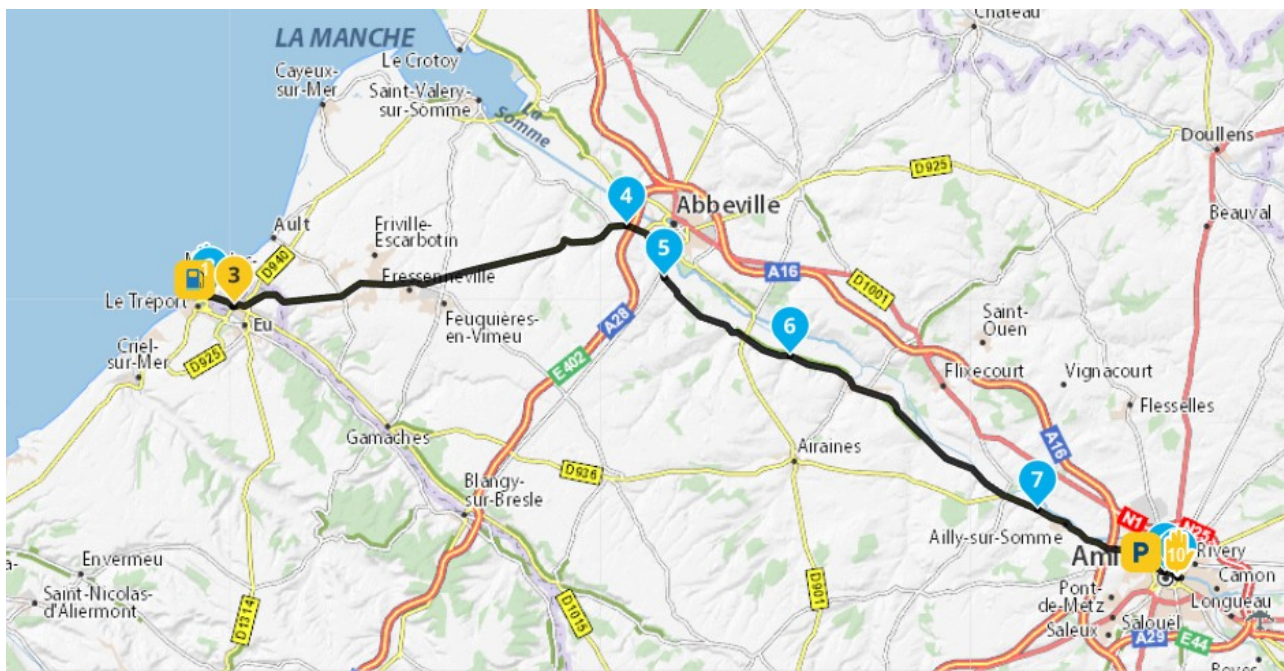 LA MANCHE
Le Crotoy
Cayeux-
sur-Mer
Saint-Valery-
sur-Somme
La
Somme
Château
Doullens
D925
4
Abbeville
Beauval
Ault
Friville-
Escarbotin
5
D940
3
Le Tréport
Fressenneville
A16
D1001
Eu
Feuquières-
en-Vimeu
A28
6
Saint-
Ouen
Criel-
sur-Mer
D925
E402
Flixecourt
Vignacourt
Flesselles
Gamaches
Airaines
A16
D936
Blangy-
sur-Bresle
7
Ailly-sur-Somme
N1
N25
Envermeu
P
10
Rivery
Camon
Saint-Nicolas-
d'Aliermont
Pont-
de-Metz
Longueau
D1314
D1015
D901
Salouel
Saleux
A29
E44